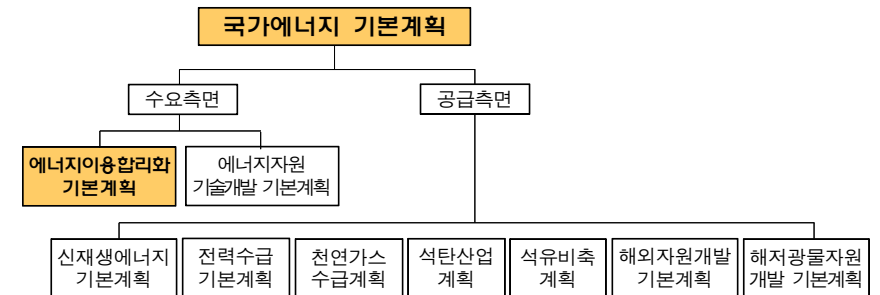 국가에너지 기본계획
수요측면
공급측면
에너지이용합리화
기본계획
에너지자원
기술개발 기본계획
신재생에너지
기본계획
전력수급
기본계획
천연가스
수급계획
석탄산업
계획
석유비축
계획
해외자원개발
기본계획
해저광물자원
개발 기본계획